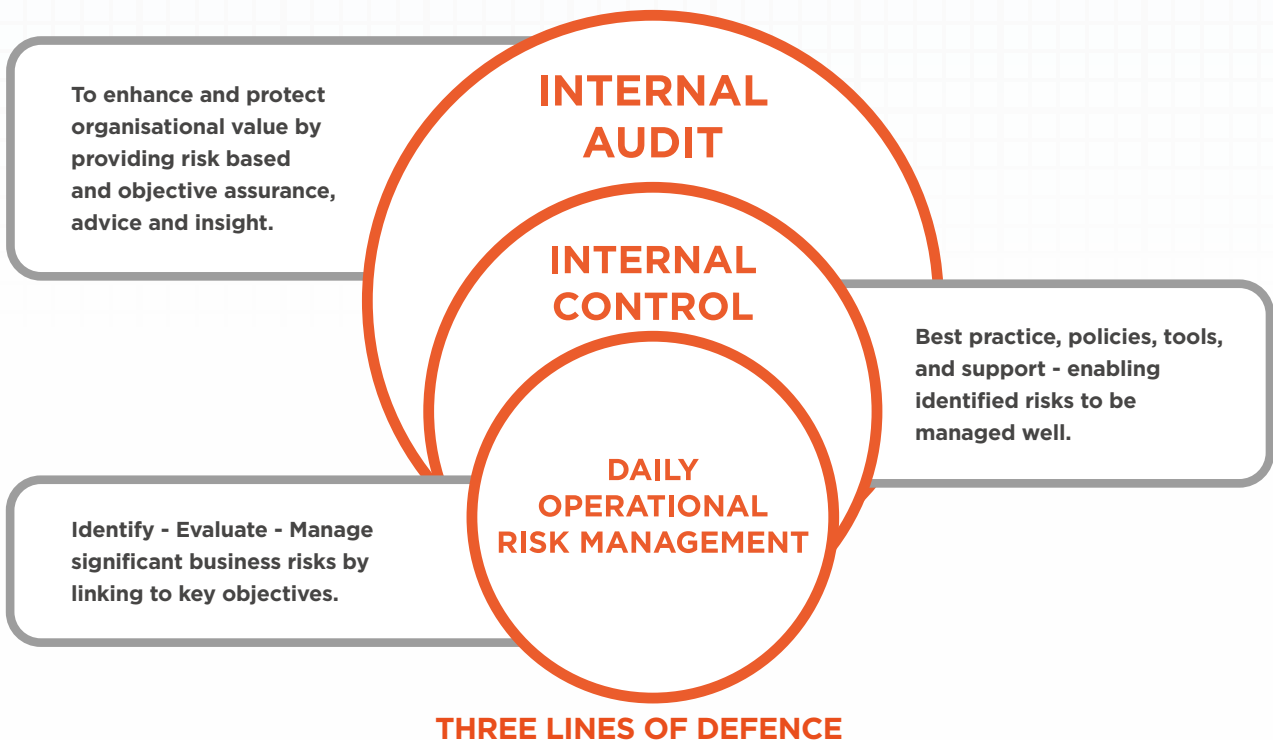 To enhance and protect
organisational value by
providing risk based
and objective assurance,
advice and insight.
INTERNAL
AUDIT
INTERNAL
CONTROL
Best practice, policies, tools,
and support - enabling
identified risks to be
managed well.
DAILY
OPERATIONAL
RISK MANAGEMENT
Identify - Evaluate - Manage
significant business risks by
linking to key objectives.
THREE LINES OF DEFENCE